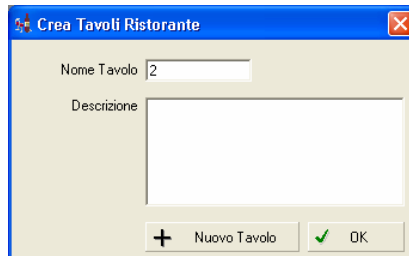 Crea Tavoli Ristorante
Nome Tavolo 2
Descrizione
Nuovo Tavolo OK